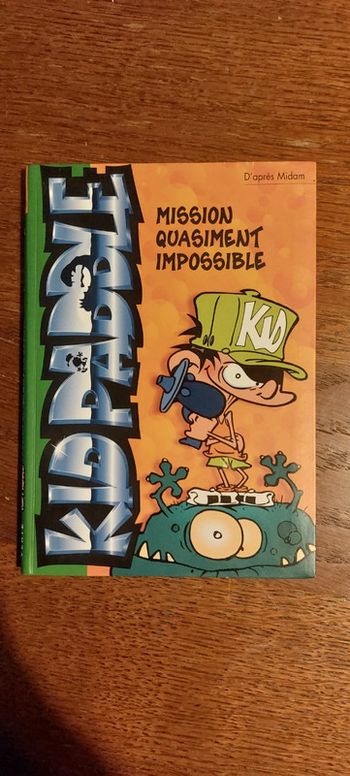 D'après Midam
KID PADDLE
MISSION
QUASIMENT
IMPOSSIBLE
KID